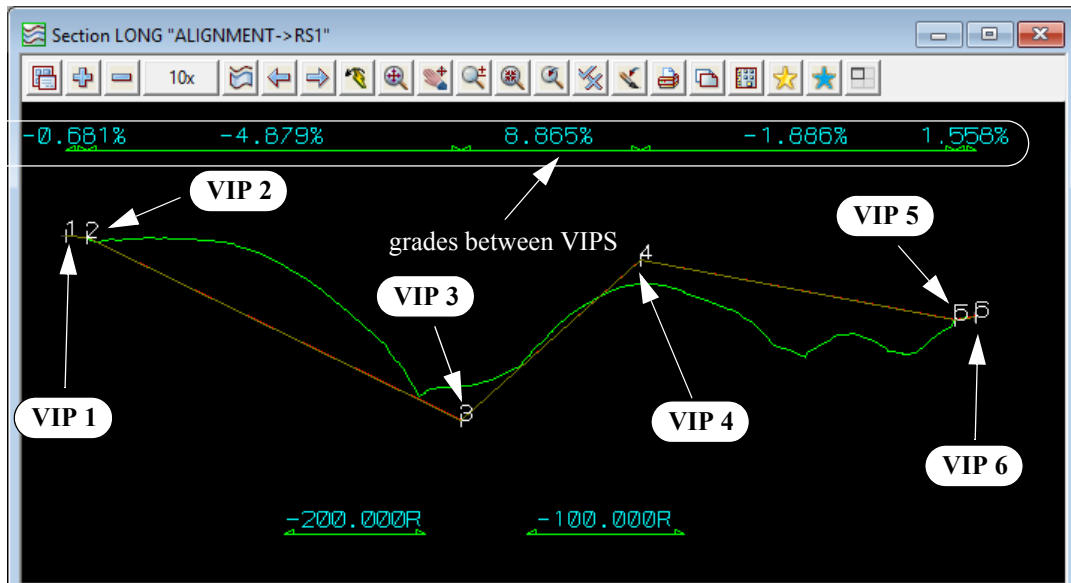 Section LONG "ALIGNMENT->RS1"
10x
-0.681% -4.879% 8.865% -1.886% 1.558%
VIP 2
VIP 5
1 2
grades between VIPS
4
VIP 3
5 6
3
VIP 1
VIP 4
VIP 6
-200.000R -100.000R